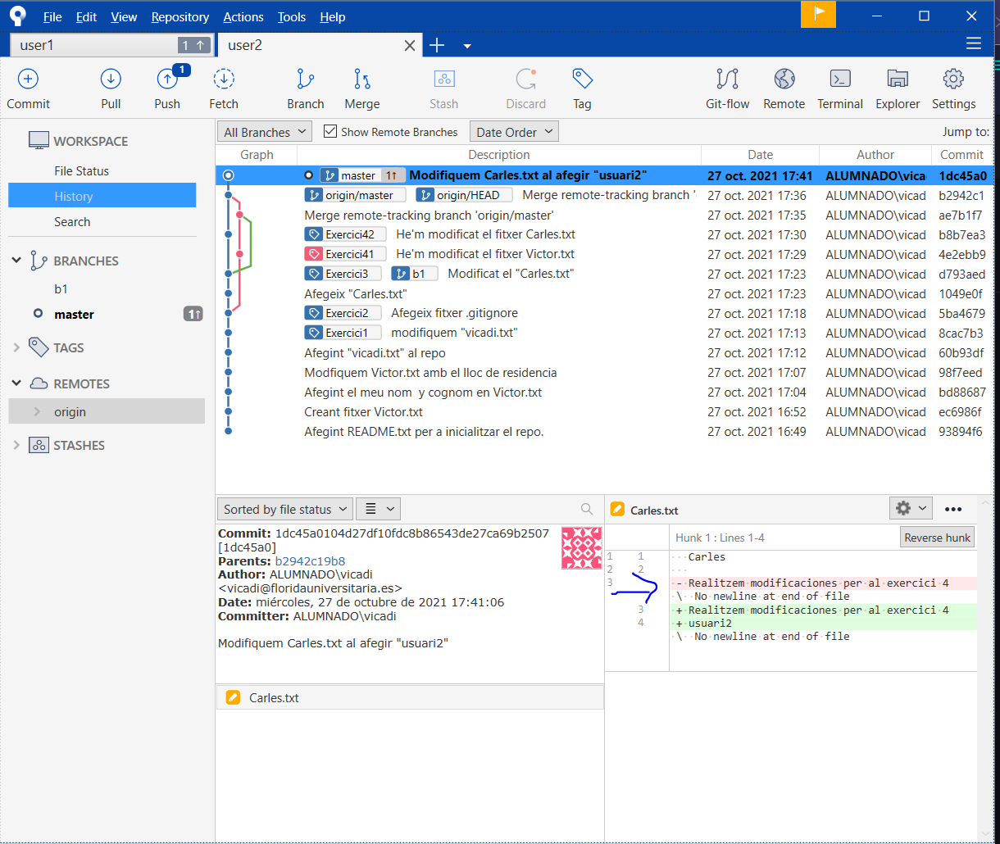 File Edit View Repository Actions Tools Help
user1 1 ↑ user2
1
Commit Pull Push Fetch Branch Merge Stash Discard Tag Git-flow Remote Terminal Explorer Settings
WORKSPACE
File Status
History
Search
BRANCHES
b1
master 1↑
TAGS
REMOTES
origin
STASHES
All Branches Show Remote Branches Date Order Jump to:
Graph Description Date Author Commit
master 1↑ Modifiquem Carles.txt al afegir "usuari2" 27 oct. 2021 17:41 ALUMNADO\vica 1dc45a0
origin/master origin/HEAD Merge remote-tracking branch ' 27 oct. 2021 17:36 ALUMNADO\vicad b2942c1
Merge remote-tracking branch 'origin/master' 27 oct. 2021 17:35 ALUMNADO\vicad ae7b1f7
Exercici42 He'm modificat el fitxer Carles.txt 27 oct. 2021 17:30 ALUMNADO\vicad b8b7ea3
Exercici41 He'm modificat el fitxer Victor.txt 27 oct. 2021 17:29 ALUMNADO\vicad 4e2ebb9
Exercici3 b1 Modificat el "Carles.txt" 27 oct. 2021 17:23 ALUMNADO\vicad d793aed
Afegeix "Carles.txt" 27 oct. 2021 17:23 ALUMNADO\vicad 1049e0f
Exercici2 Afegeix fitxer .gitignore 27 oct. 2021 17:18 ALUMNADO\vicad 5ba4679
Exercici1 modifiquem "vicadi.txt" 27 oct. 2021 17:13 ALUMNADO\vicad 8cac7b3
Afegint "vicadi.txt" al repo 27 oct. 2021 17:12 ALUMNADO\vicad 60b93df
Modfiquem Victor.txt amb el lloc de residencia 27 oct. 2021 17:07 ALUMNADO\vicad 98f7eed
Afegint el meu nom y cognom en Victor.txt 27 oct. 2021 17:04 ALUMNADO\vicad bd88687
Creant fitxer Victor.txt 27 oct. 2021 16:52 ALUMNADO\vicad ec6986f
Afegint README.txt per a inicialitzar el repo. 27 oct. 2021 16:49 ALUMNADO\vicad 93894f6
Sorted by file status
Commit: 1dc45a0104d27df10fdc8b86543de27ca69b2507
[1dc45a0]
Parents: b2942c19b8
Author: ALUMNADO\vicadi
<vicadi@floridauniversitaria.es>
Date: miércoles, 27 de octubre de 2021 17:41:06
Committer: ALUMNADO\vicadi
Modifiquem Carles.txt al afegir "usuari2"
Carles.txt
Carles.txt
Hunk 1 : Lines 1-4 Reverse hunk
1 1 Carles
2 2
3 - Realitzem modificaciones per al exercici 4
\ No newline at end of file
3 + Realitzem modificaciones per al exercici 4
4 + usuari2
\ No newline at end of file